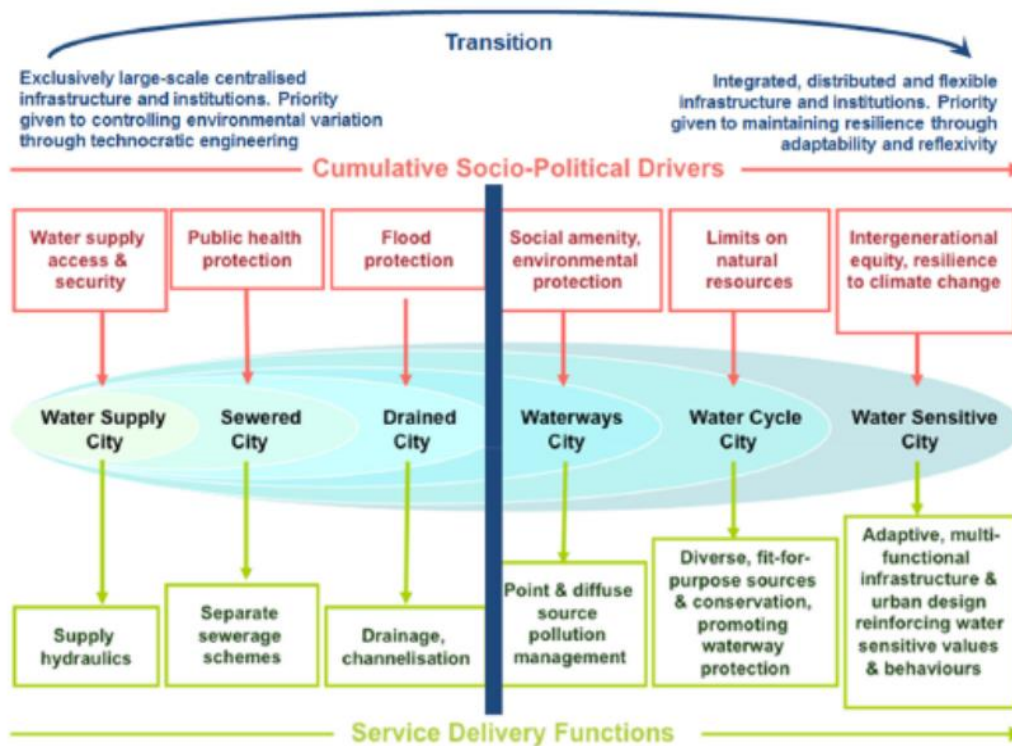 Transition
Exclusively large-scale centralised
infrastructure and institutions. Priority
given to controlling environmental variation
through technocratic engineering
Integrated, distributed and flexible
infrastructure and institutions. Priority
given to maintaining resilience through
adaptability and reflexivity
Cumulative Socio-Political Drivers
Water supply
access &
security
Public health
protection
Flood
protection
Social amenity,
environmental
protection
Limits on
natural
resources
Intergenerational
equity, resilience
to climate change
Water Supply
City
Sewered
City
Drained
City
Waterways
City
Water Cycle
City
Water Sensitive
City
Supply
hydraulics
Separate
sewerage
schemes
Drainage,
channelisation
Point & diffuse
source
pollution
management
Diverse, fit-for-
purpose sources
& conservation,
promoting
waterway
protection
Adaptive, multi-
functional
infrastructure &
urban design
reinforcing water
sensitive values
& behaviours
Service Delivery Functions